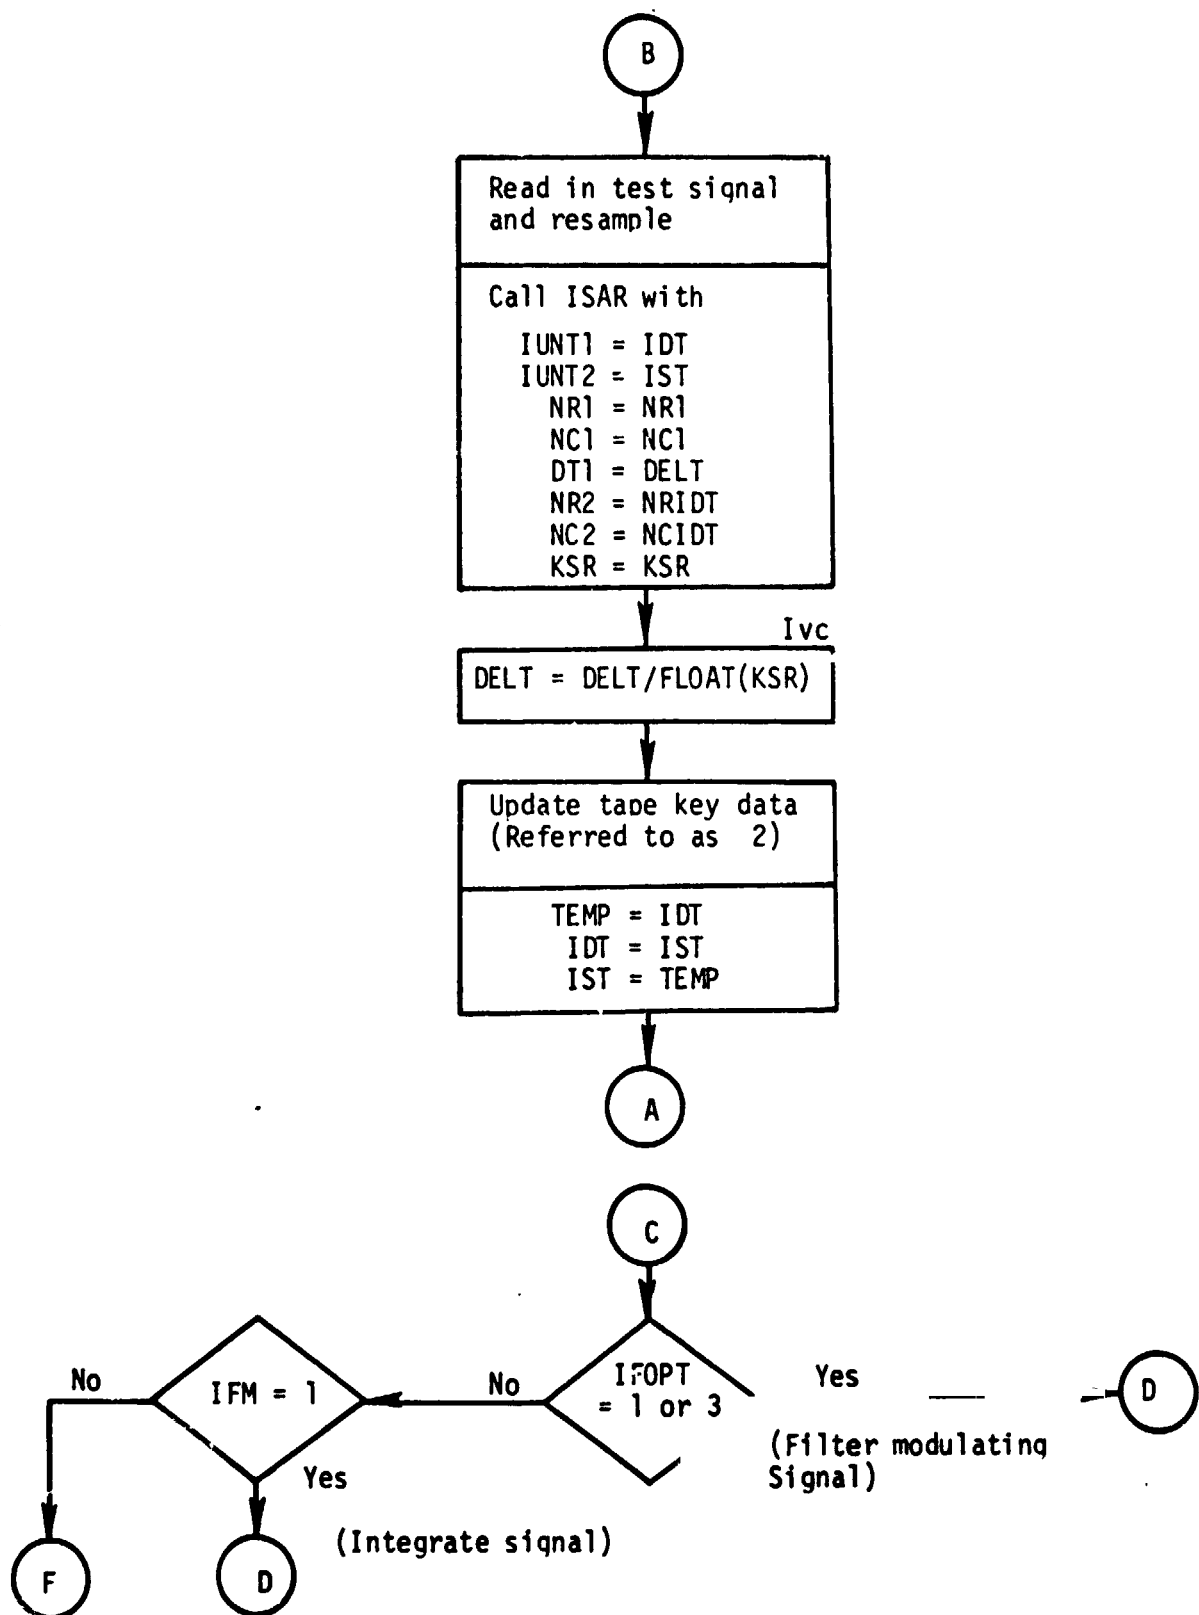 B
Read in test signal
and resample
Call ISAR with
IUNT1 = IDT
IUNT2 = IST
NR1 = NR1
NC1 = NC1
DT1 = DELT
NR2 = NRIDT
NC2 = NCIDT
KSR = KSR
Ivc
DELT = DELT/FLOAT(KSR)
Update tape key data
(Referred to as 2)
TEMP = IDT
IDT = IST
IST = TEMP
A
C
No
IFM = 1
No
IFOPT
= 1 or 3
Yes
D
(Filter modulating
Signal)
Yes
(Integrate signal)
F
D